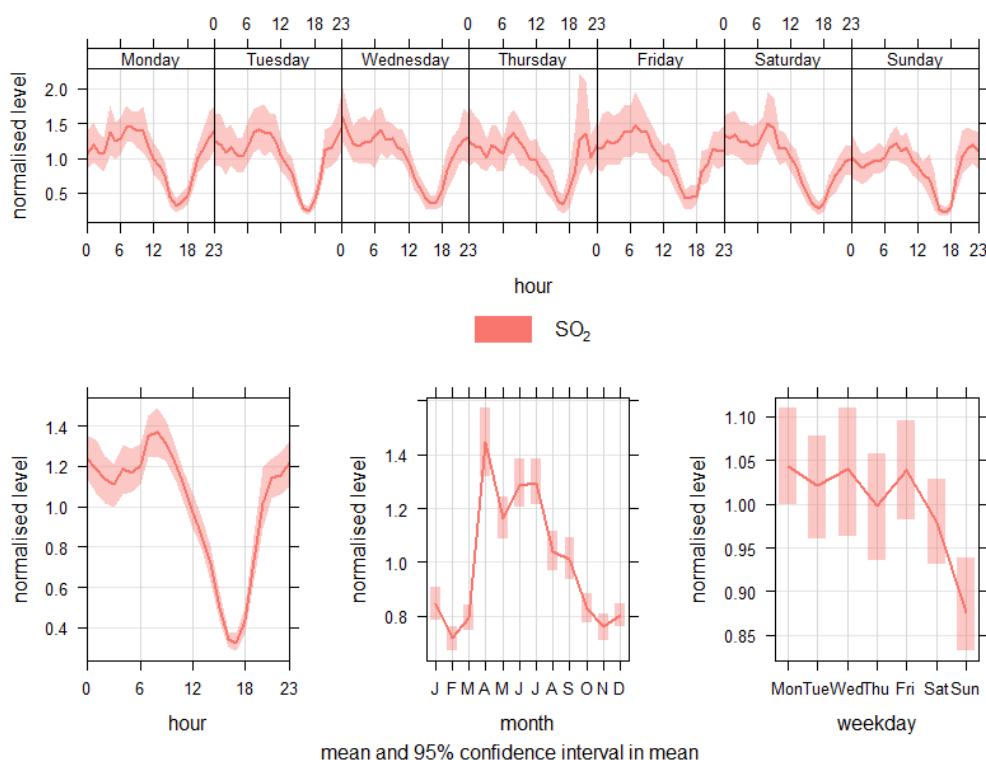 0 6 12 18 23 0 6 12 18 23 0 6 12 18 23
Monday Tuesday Wednesday Thursday Friday Saturday Sunday
normalised level
2.0
1.5
1.0
0.5
0 6 12 18 23 0 6 12 18 23 0 6 12 18 23 0 6 12 18 23
hour
SO₂
normalised level
1.4
1.2
1.0
0.8
0.6
0.4
0 6 12 18 23
hour
normalised level
1.4
1.2
1.0
0.8
J F M A M J J A S O N D
month
normalised level
1.10
1.05
1.00
0.95
0.90
0.85
Mon Tue Wed Thu Fri Sat Sun
weekday
mean and 95% confidence interval in mean